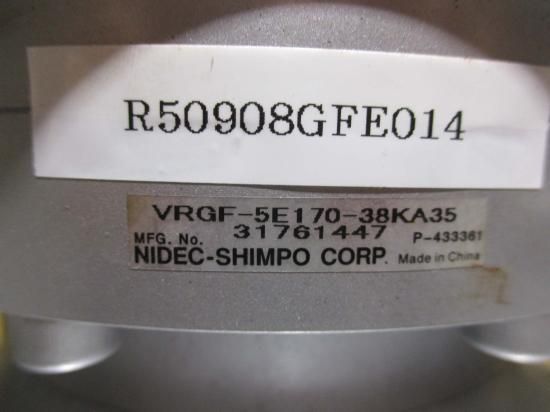 R50908GFE014
VRGF-5E170-38KA35
MFG. No. 31761447 P-433361
NIDEC-SHIMPO CORP. Made in China